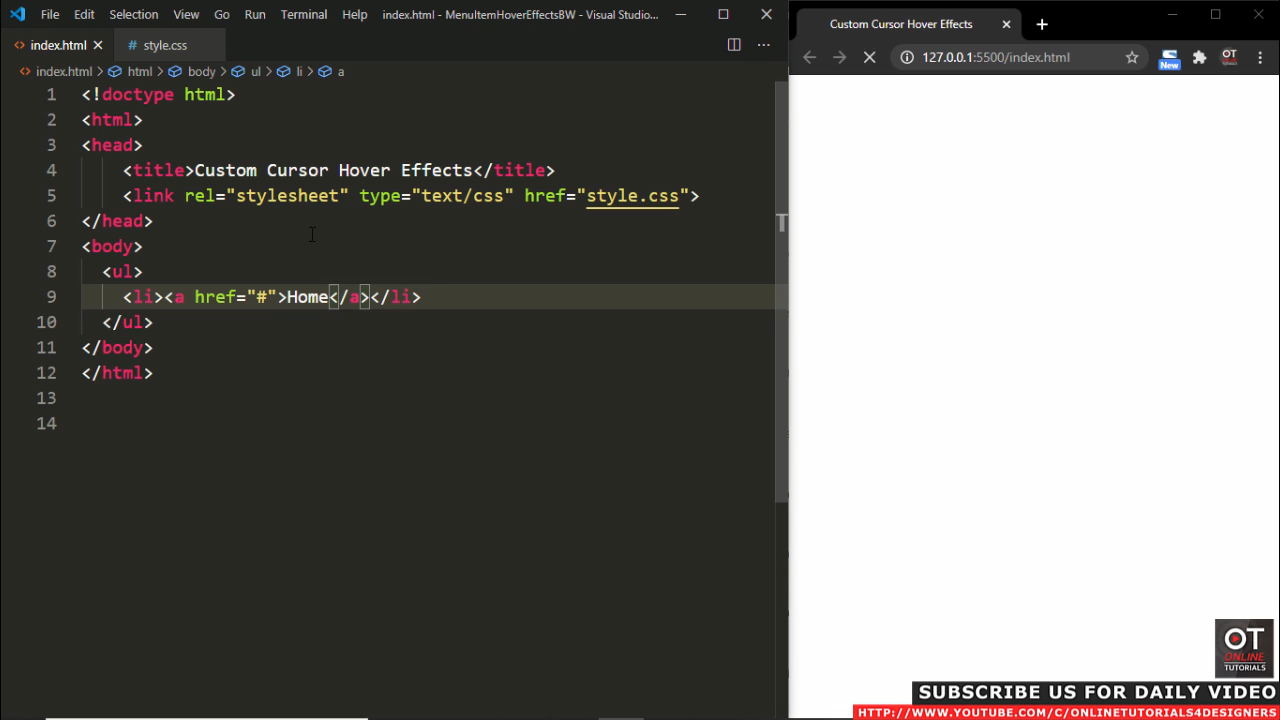 File Edit Selection View Go Run Terminal Help index.html - MenuItemHoverEffectsBW - Visual Studio...
index.html style.css
index.html > html > body > ul > li > a
1 <!doctype html>
2 <html>
3 <head>
4 <title>Custom Cursor Hover Effects</title>
5 <link rel="stylesheet" type="text/css" href="style.css">
6 </head>
7 <body>
8 <ul>
9 <li><a href="#">Home</a></li>
10 </ul>
11 </body>
12 </html>
13
14
Custom Cursor Hover Effects
127.0.0.1:5500/index.html
New
OT
OT
ONLINE
TUTORIALS
SUBSCRIBE US FOR DAILY VIDEO
HTTP://WWW.YOUTUBE.COM/C/ONLINETUTORIALS4DESIGNERS